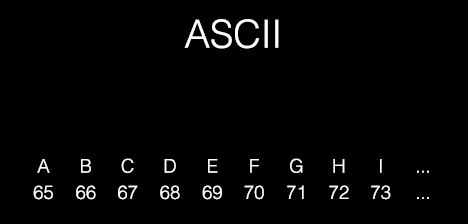 ASCII
A B C D E F G H I ...
65 66 67 68 69 70 71 72 73 ...